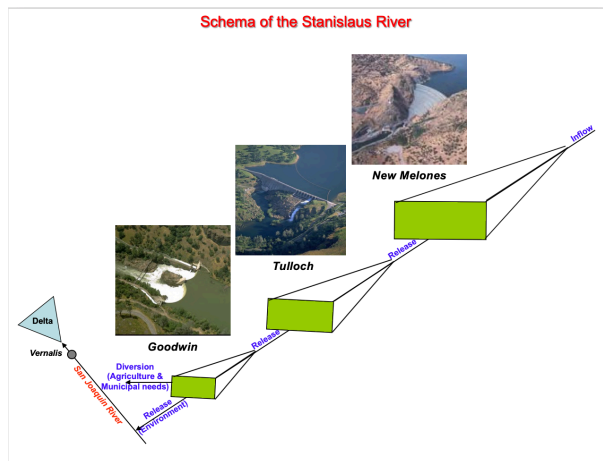 Schema of the Stanislaus River
Inflow
New Melones
Release
Tulloch
Release
Goodwin
Delta
Vernalis
San Joaquin River
Diversion
(Agriculture &
Municipal needs)
Release
(Environment)